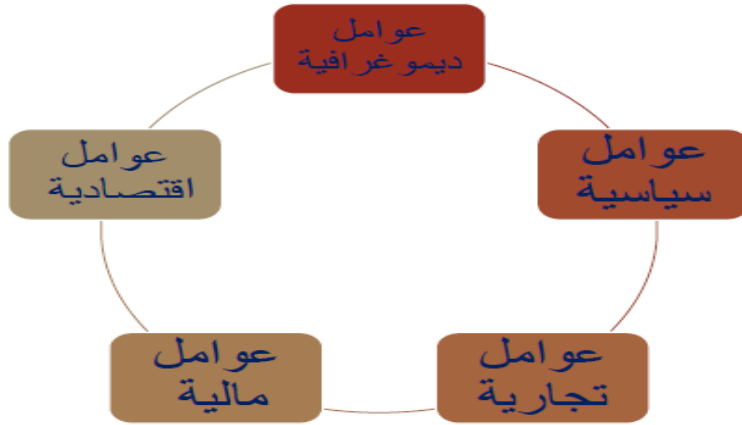 عوامل
ديموغرافية
عوامل
سياسية
عوامل
تجارية
عوامل
مالية
عوامل
اقتصادية